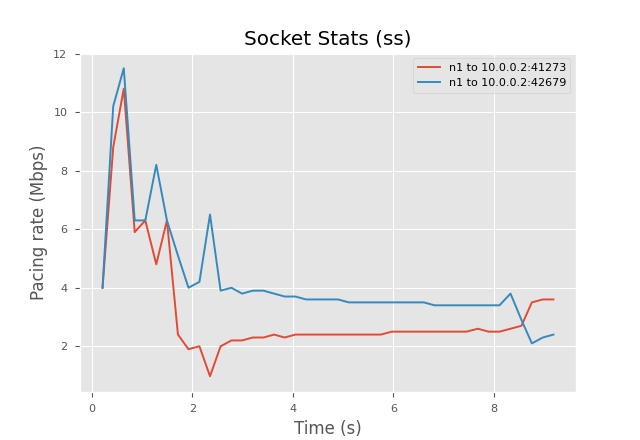 Socket Stats (ss)
n1 to 10.0.0.2:41273
n1 to 10.0.0.2:42679
Pacing rate (Mbps)
12
10
8
6
4
2
0 2 4 6 8
Time (s)